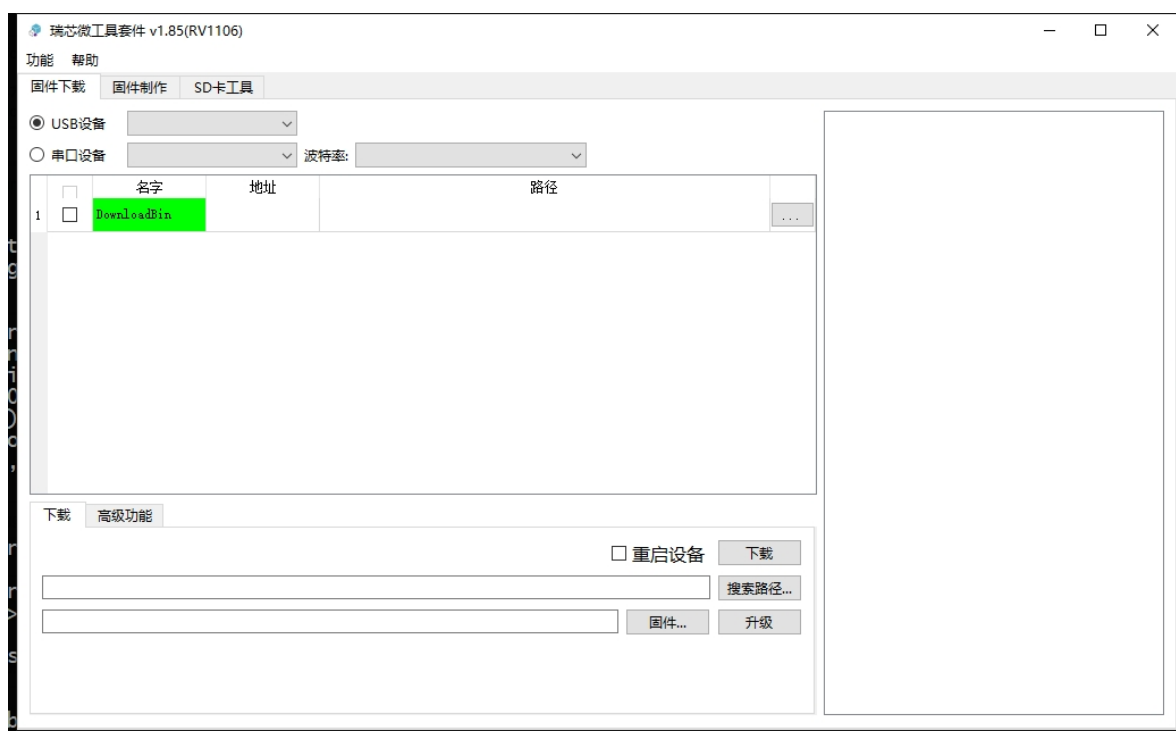 瑞芯微工具套件 v1.85(RV1106)
功能 帮助
固件下载 固件制作 SD卡工具
USB设备
串口设备 波特率:
名字 地址 路径
1 DownloadBin ...
下载 高级功能
重启设备 下载
搜索路径...
固件... 升级